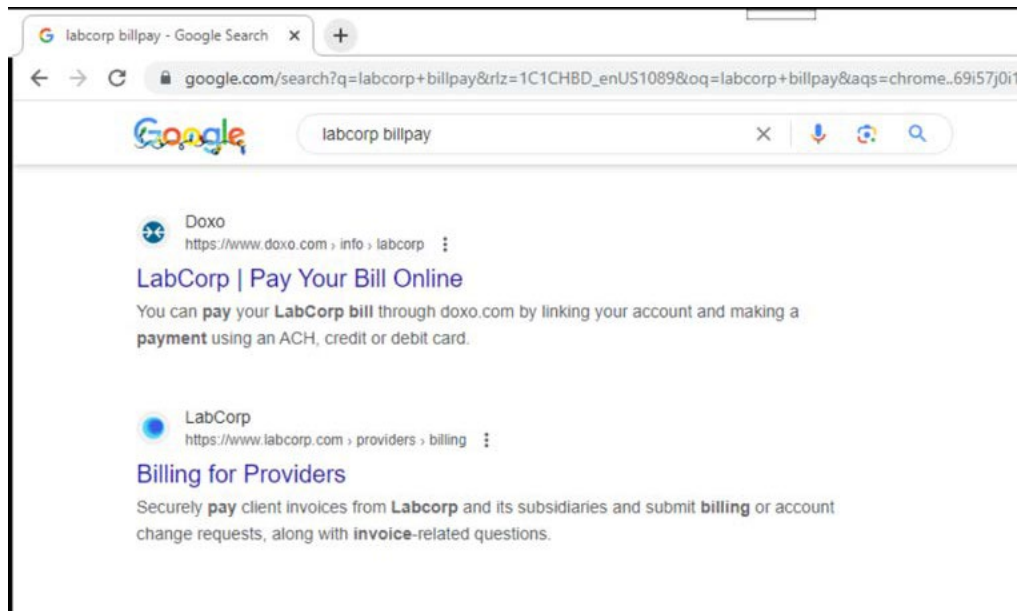 labcorp billpay - Google Search
google.com/search?q=labcorp+billpay&rlz=1C1CHBD_enUS1089&oq=labcorp+billpay&aqs=chrome..69i57j0i1
Google labcorp billpay
Doxo
https://www.doxo.com › info › labcorp
LabCorp | Pay Your Bill Online
You can pay your LabCorp bill through doxo.com by linking your account and making a
payment using an ACH, credit or debit card.
LabCorp
https://www.labcorp.com › providers › billing
Billing for Providers
Securely pay client invoices from Labcorp and its subsidiaries and submit billing or account
change requests, along with invoice-related questions.